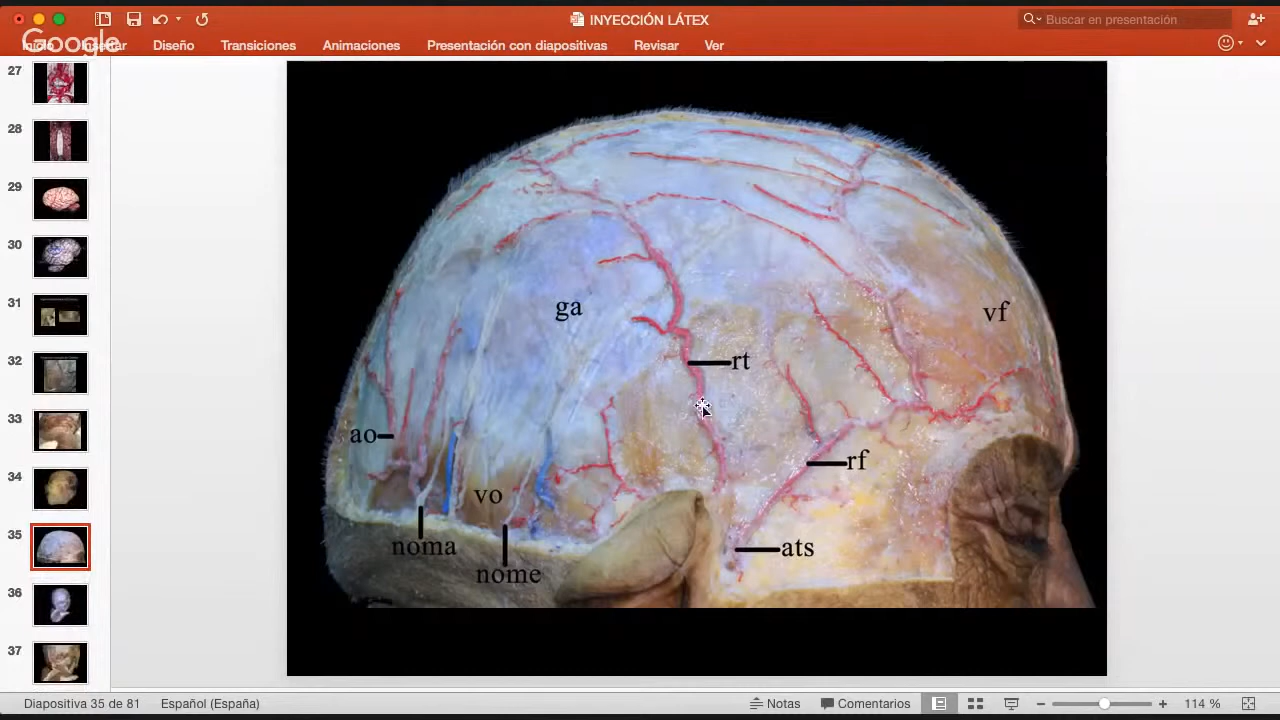 INYECCIÓN LÁTEX
Buscar en presentación
Google
Inicio Insertar Diseño Transiciones Animaciones Presentación con diapositivas Revisar Ver
27
28
29
30
31
32
33
34
35
36
37
ga
vf
rt
ao
rf
vo
noma
ats
nome
Diapositiva 35 de 81 Español (España) Notas Comentarios 114 %